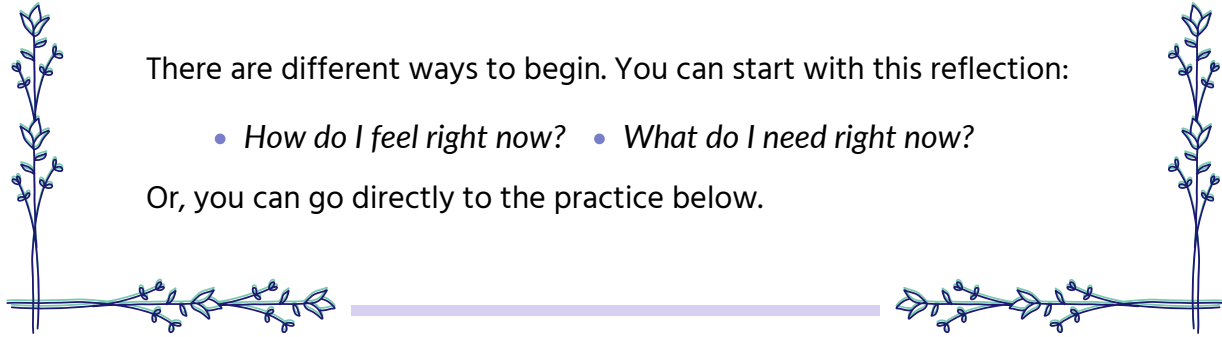 There are different ways to begin. You can start with this reflection:
• How do I feel right now? • What do I need right now?
Or, you can go directly to the practice below.